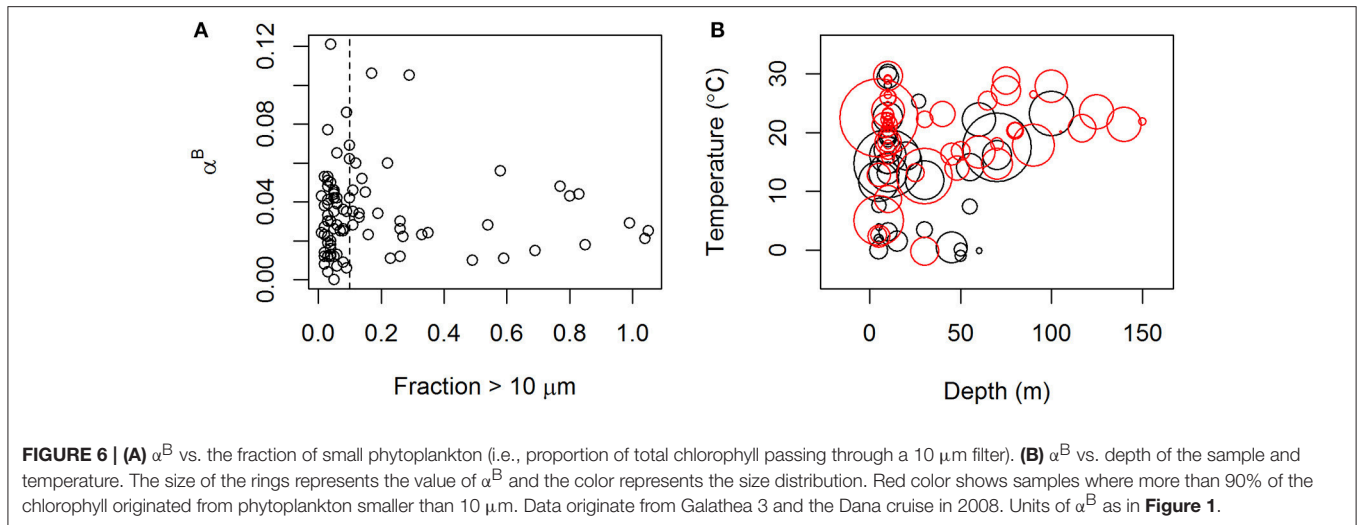 A
B
α^B
0.00
0.04
0.08
0.12
0.0
0.2
0.4
0.6
0.8
1.0
Fraction > 10 μm
Temperature (°C)
0
10
20
30
0
50
100
150
Depth (m)
FIGURE 6 | (A) α^B vs. the fraction of small phytoplankton (i.e., proportion of total chlorophyll passing through a 10 μm filter). (B) α^B vs. depth of the sample and
temperature. The size of the rings represents the value of α^B and the color represents the size distribution. Red color shows samples where more than 90% of the
chlorophyll originated from phytoplankton smaller than 10 μm. Data originate from Galathea 3 and the Dana cruise in 2008. Units of α^B as in Figure 1.